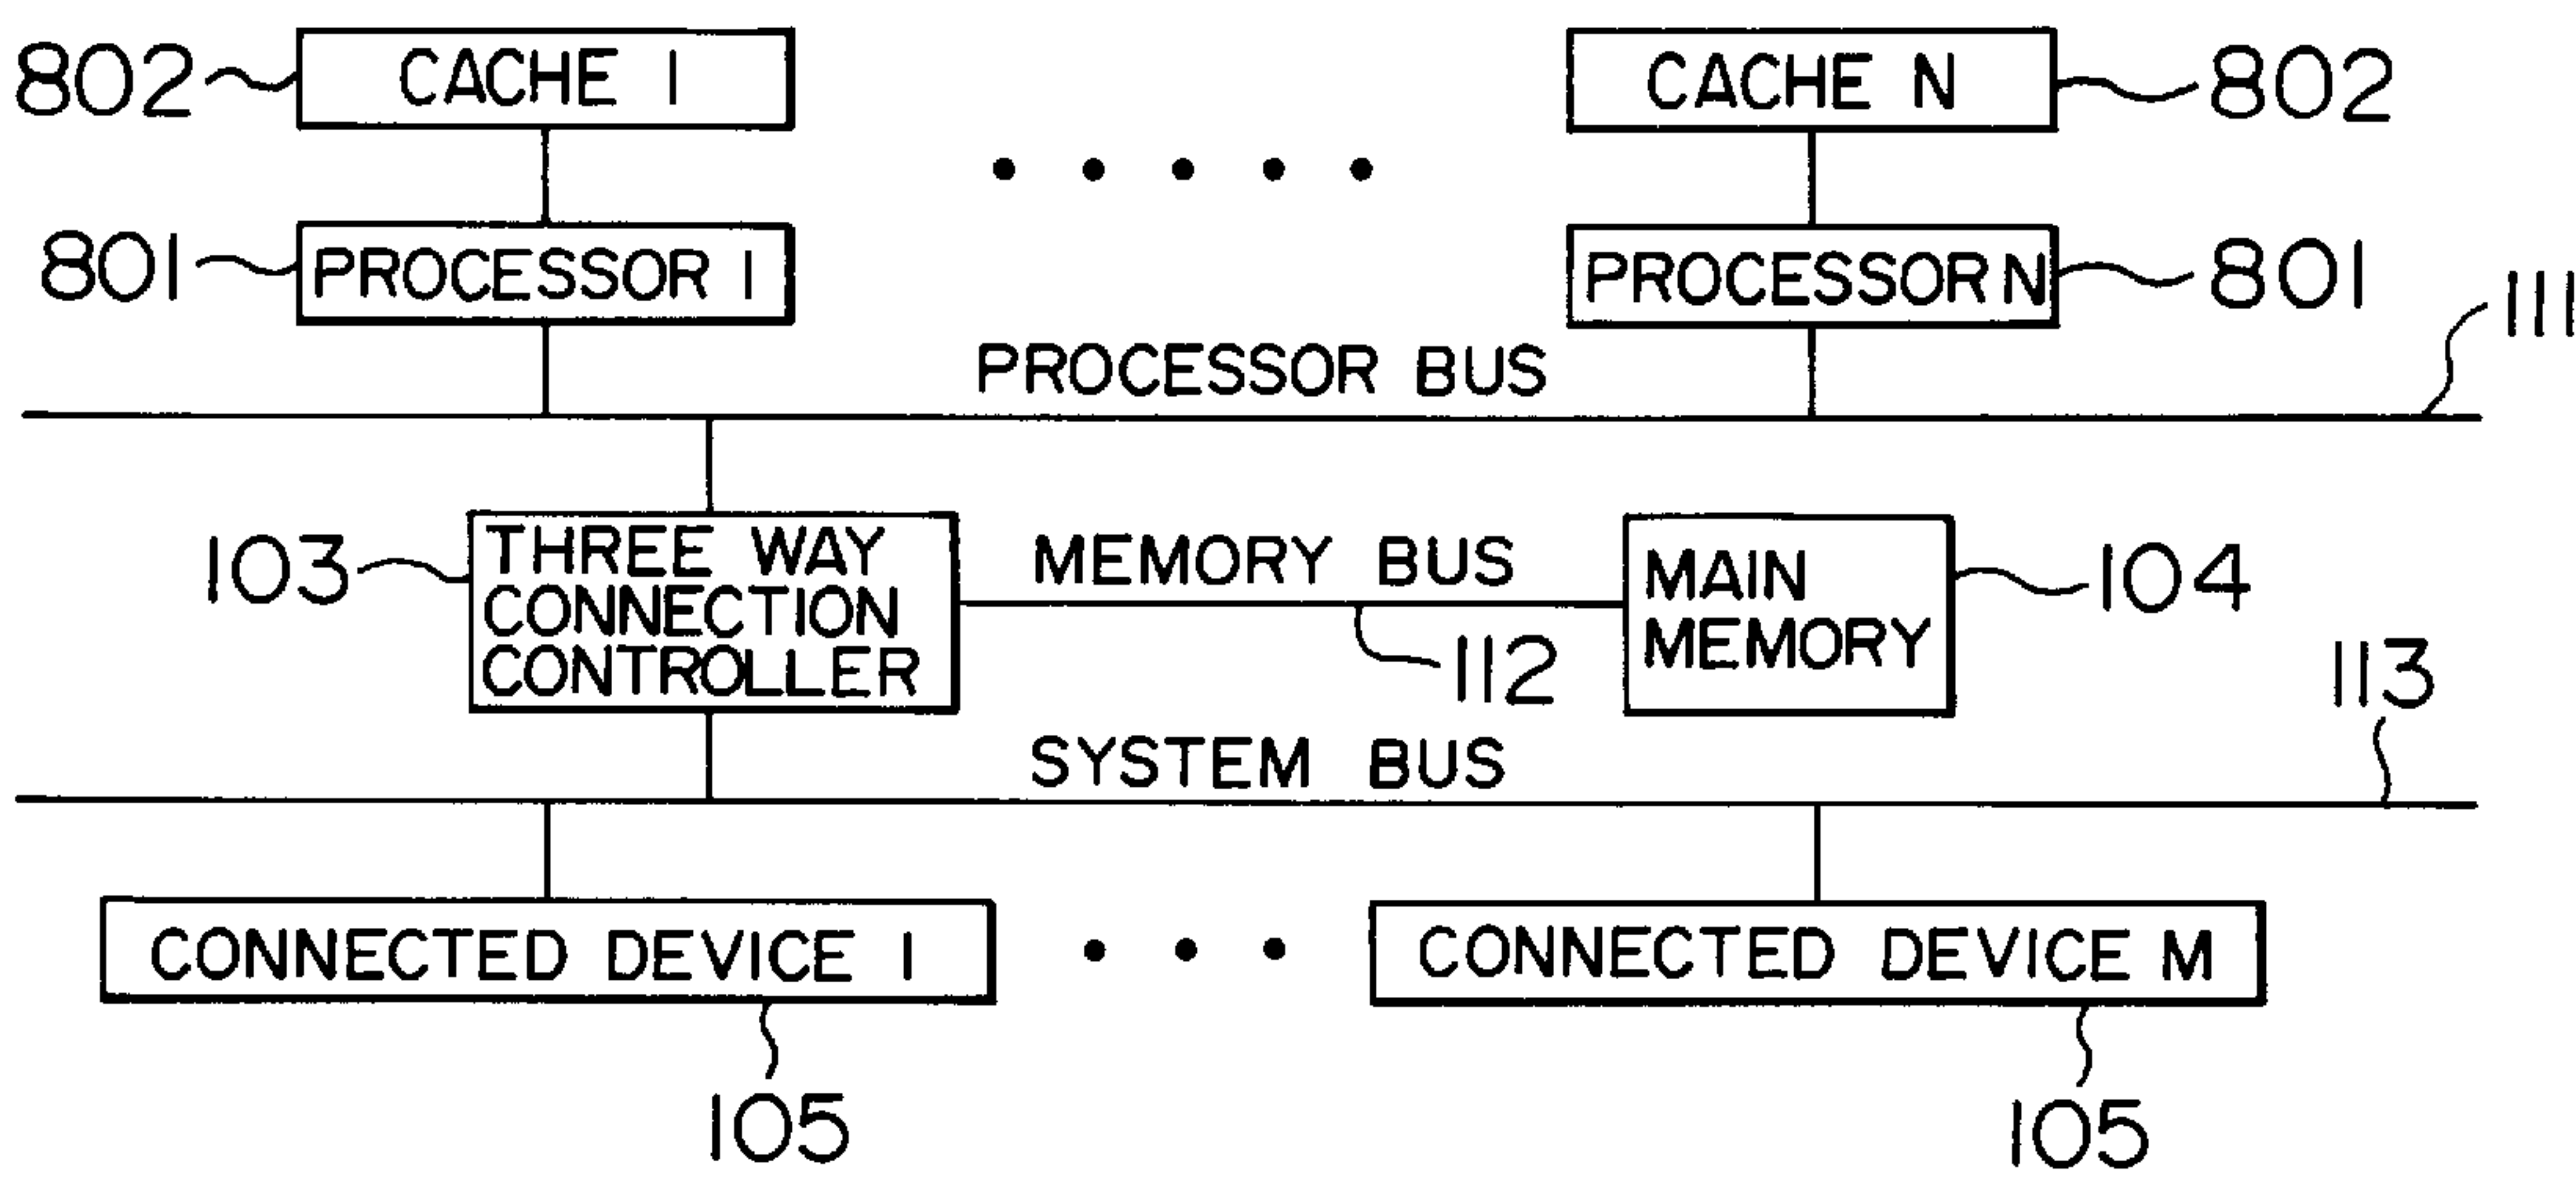 802 CACHE 1 CACHE N 802
801 PROCESSOR 1 PROCESSOR N 801
111
PROCESSOR BUS
103 THREE WAY
CONNECTION
CONTROLLER
MEMORY BUS
112
MAIN
MEMORY
104
113
SYSTEM BUS
CONNECTED DEVICE 1 CONNECTED DEVICE M
105 105